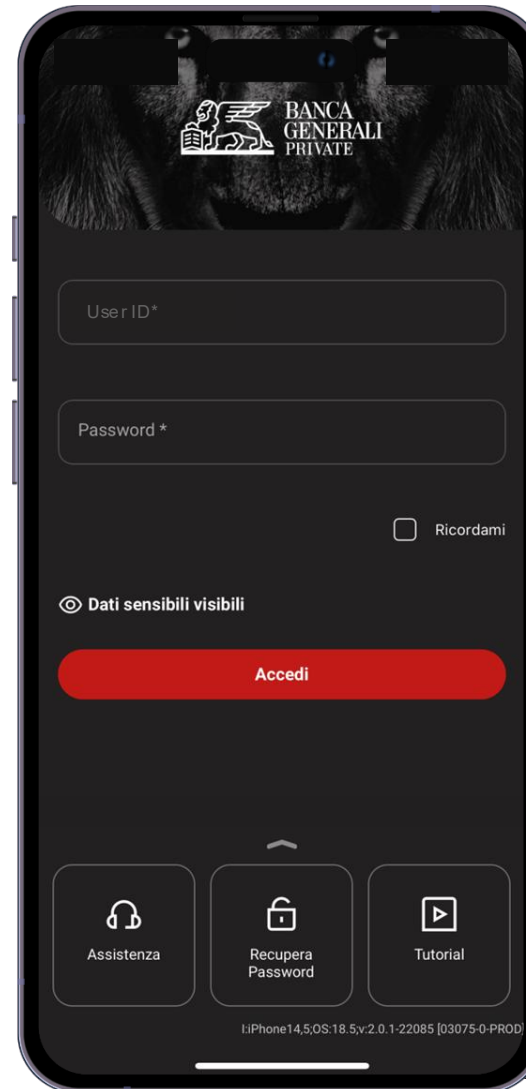 BANCA
GENERALI
PRIVATE
User ID*
Password *
Ricordami
Dati sensibili visibili
Accedi
Assistenza
Recupera
Password
Tutorial
I:iPhone14,5;OS:18.5;v:2.0.1-22085 [03075-0-PROD]